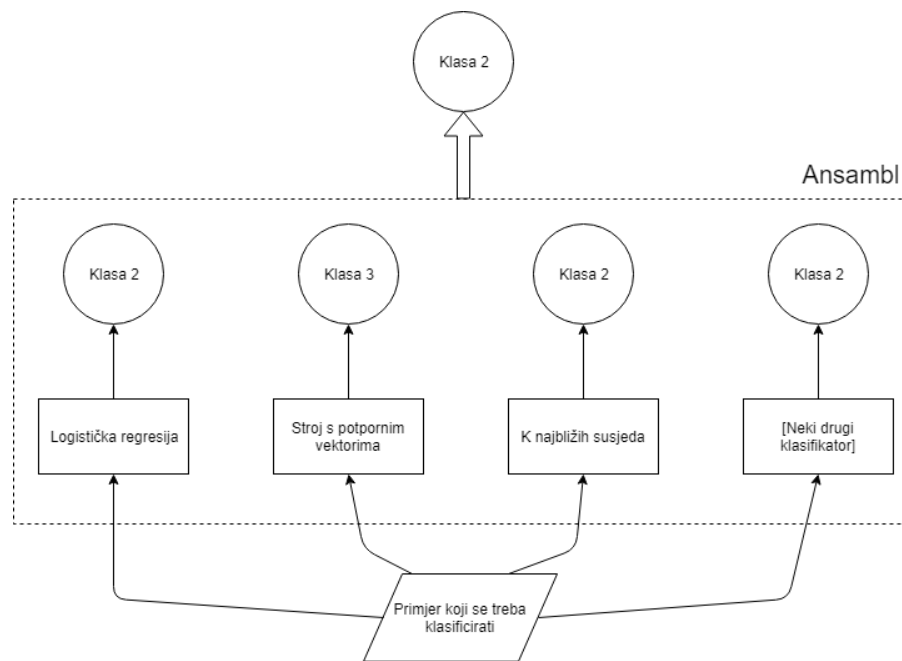 Klasa 2
Ansambl
Klasa 2
Klasa 3
Klasa 2
Klasa 2
Logistička regresija
Stroj s potpornim
vektorima
K najbližih susjeda
[Neki drugi
klasifikator]
Primjer koji se treba
klasificirati